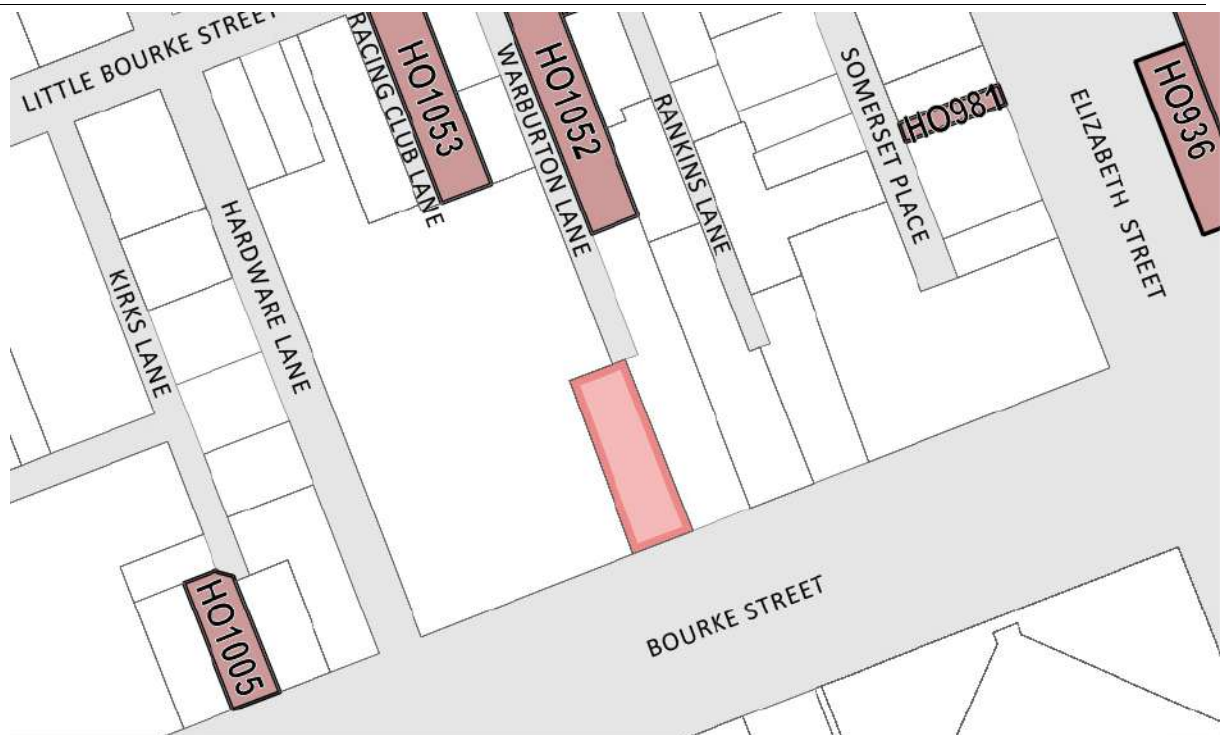 LITTLE BOURKE STREET
RACING CLUB LANE
HO1053
WARBURTON LANE
HO1052
RANKINS LANE
SOMERSET PLACE
HO981
ELIZABETH STREET
HO936
KIRKS LANE
HARDWARE LANE
HO1005
BOURKE STREET